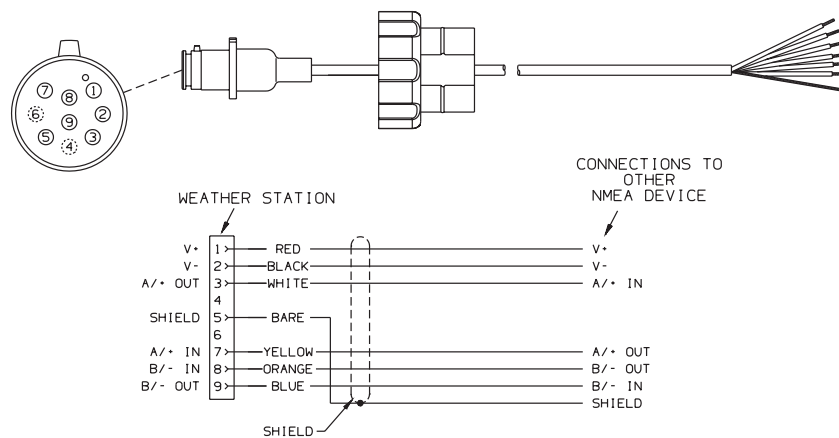 7 8 1
6 9 2
5 4 3
CONNECTIONS TO
OTHER
NMEA DEVICE
WEATHER STATION
V+ 1 RED V+
V- 2 BLACK V-
A/+ OUT 3 WHITE A/+ IN
4
SHIELD 5 BARE
6
A/+ IN 7 YELLOW A/+ OUT
B/- IN 8 ORANGE B/- OUT
B/- OUT 9 BLUE B/- IN
SHIELD
SHIELD